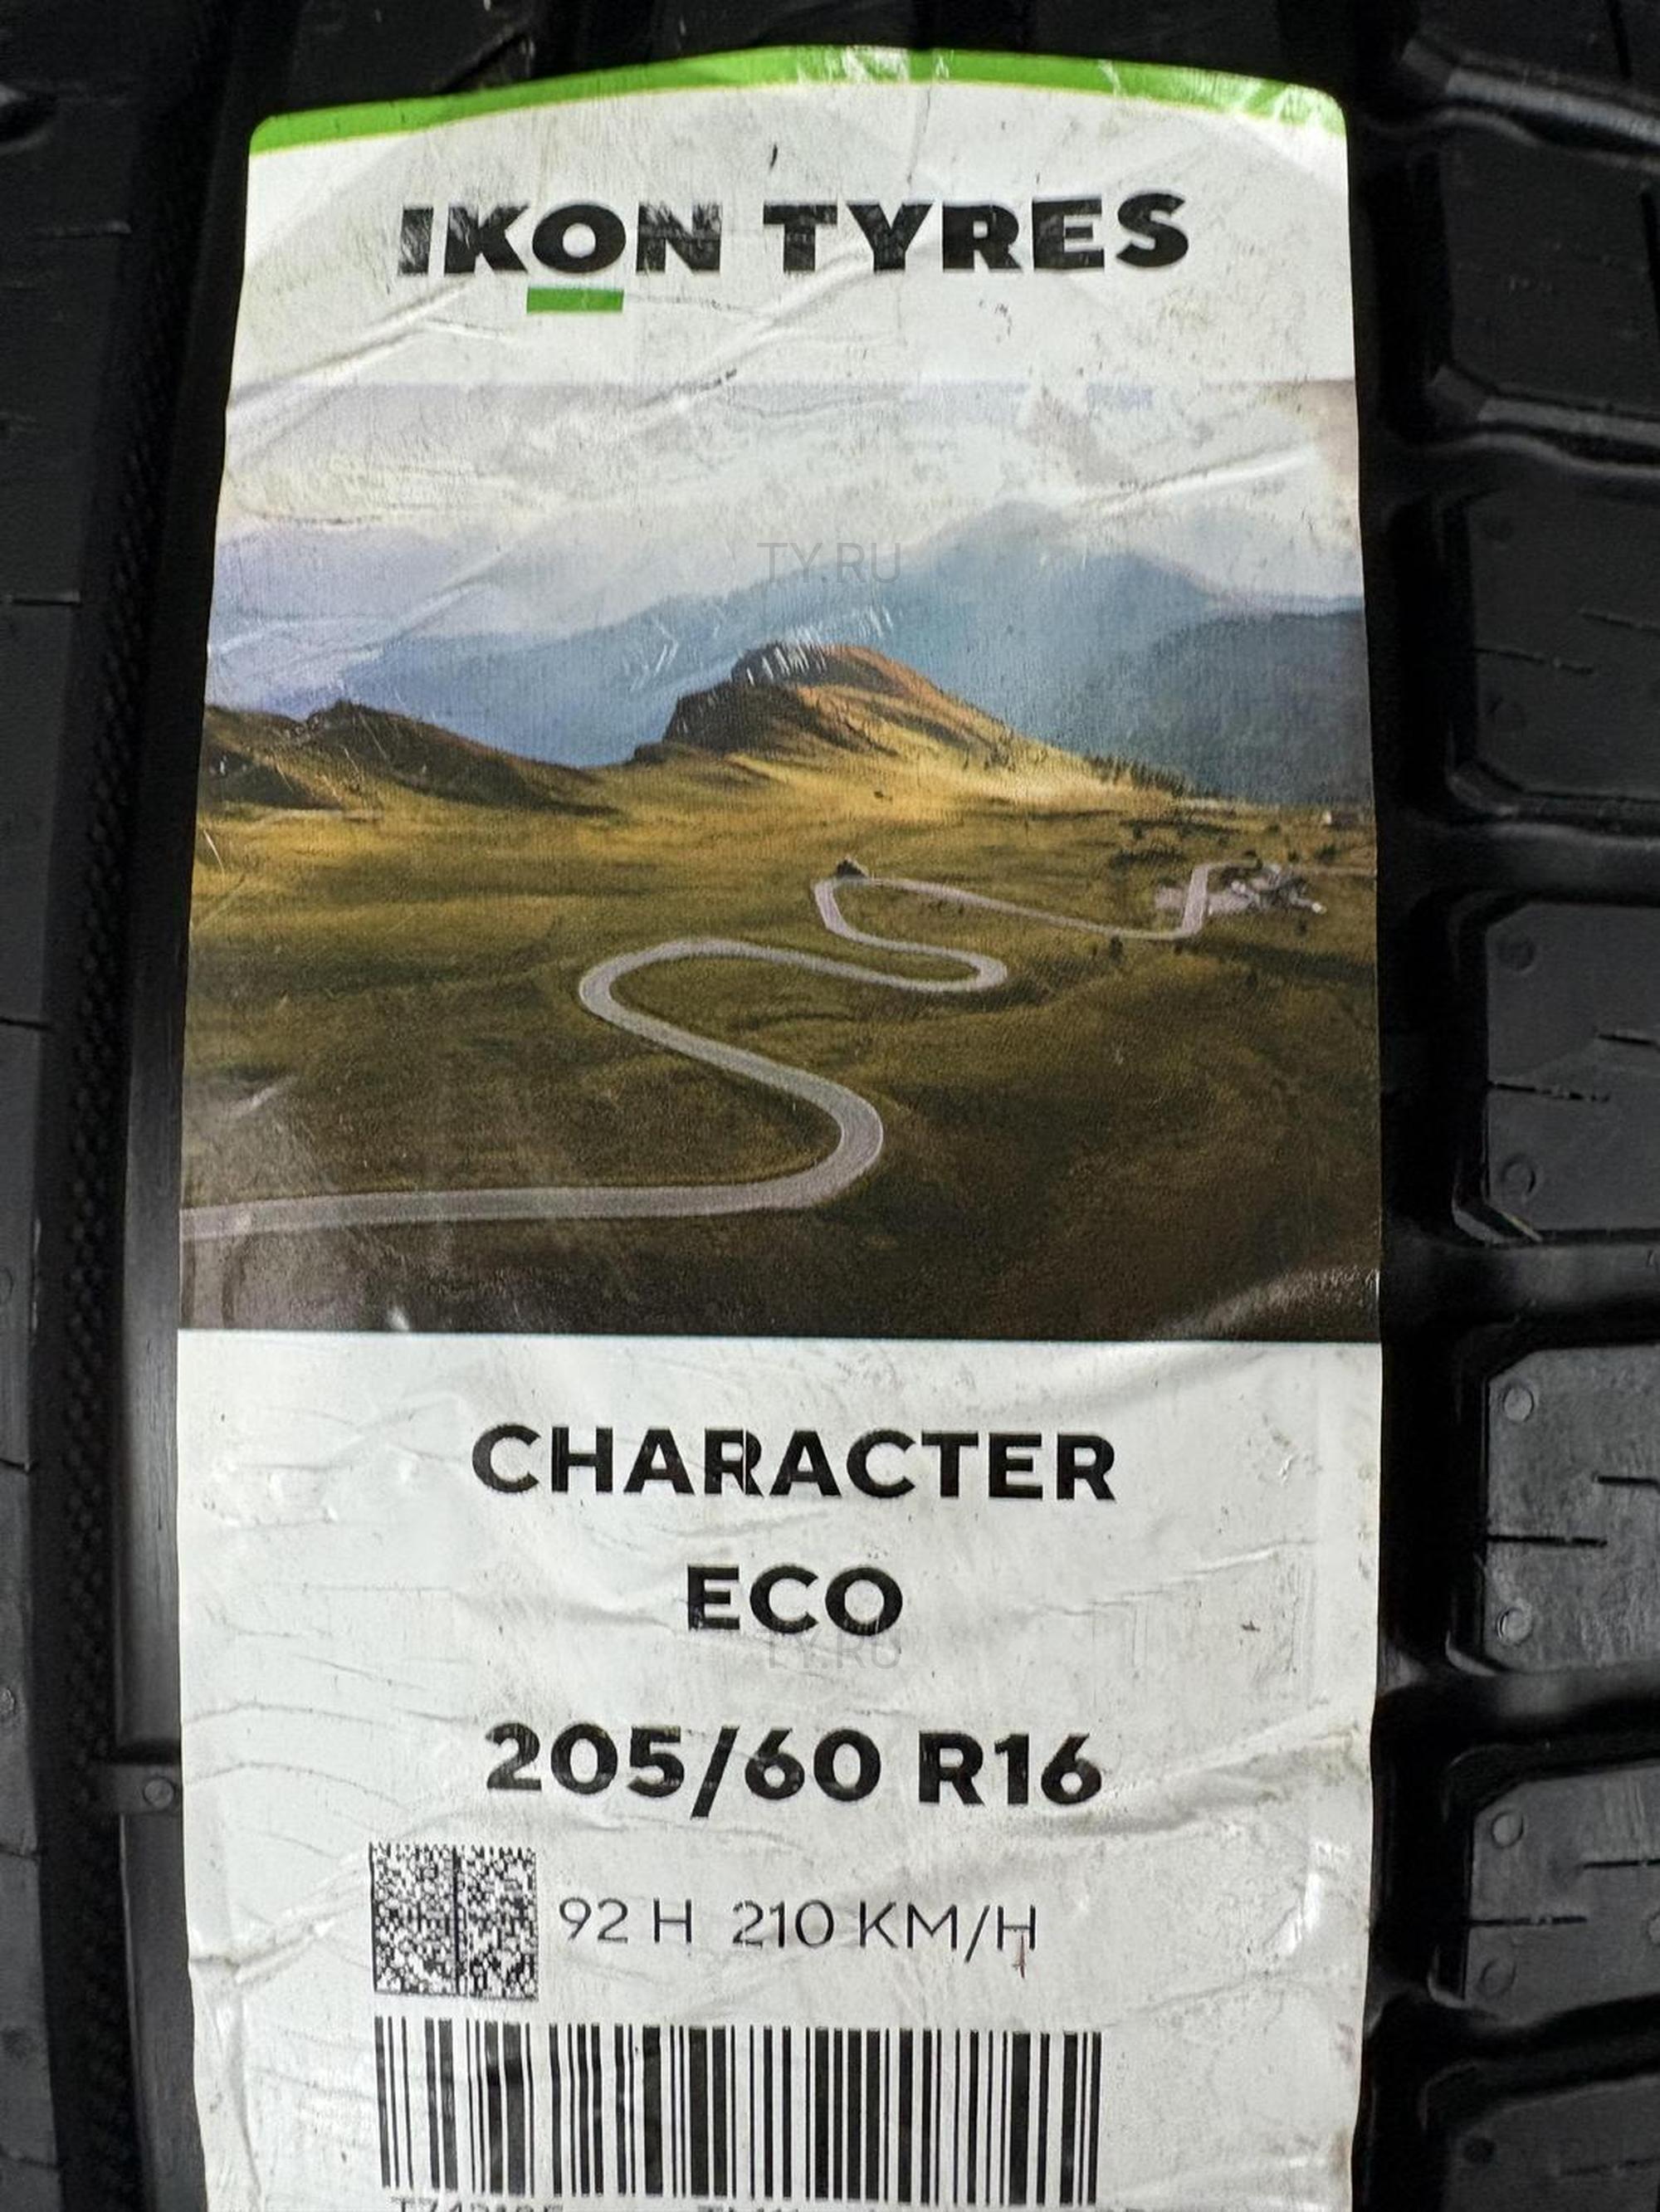 IKON TYRES
TY.RU
CHARACTER
ECO
TY.RU
205/60 R16
92 H 210 KM/H